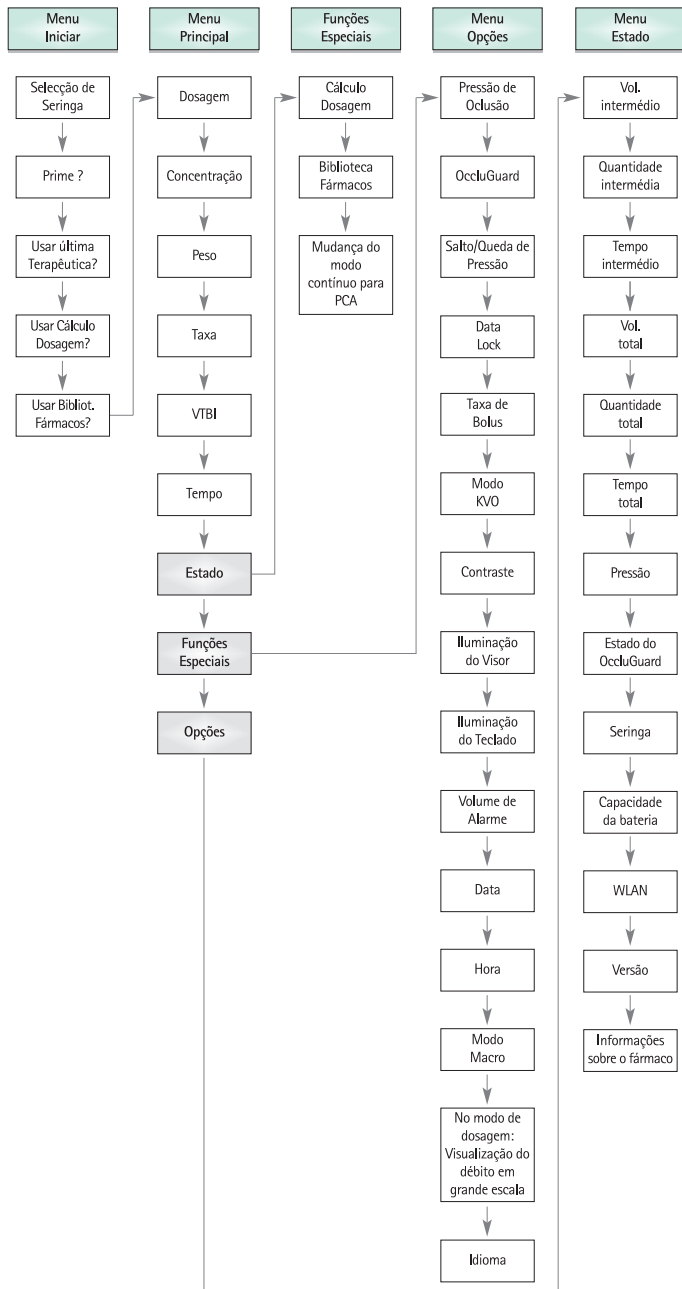 Menu
Iniciar
Selecção de
Seringa
Prime ?
Usar última
Terapêutica?
Usar Cálculo
Dosagem?
Usar Bibliot.
Fármacos?
Menu
Principal
Dosagem
Concentração
Peso
Taxa
VTBI
Tempo
Estado
Funções
Especiais
Opções
Funções
Especiais
Cálculo
Dosagem
Biblioteca
Fármacos
Mudança do
modo
contínuo para
PCA
Menu
Opções
Pressão de
Oclusão
OccluGuard
Salto/Queda de
Pressão
Data
Lock
Taxa de
Bolus
Modo
KVO
Contraste
Iluminação
do Visor
Iluminação
do Teclado
Volume de
Alarme
Data
Hora
Modo
Macro
No modo de
dosagem:
Visualização do
débito em
grande escala
Idioma
Menu
Estado
Vol.
intermédio
Quantidade
intermédia
Tempo
intermédio
Vol.
total
Quantidade
total
Tempo
total
Pressão
Estado do
OccluGuard
Seringa
Capacidade
da bateria
WLAN
Versão
Informações
sobre o fármaco